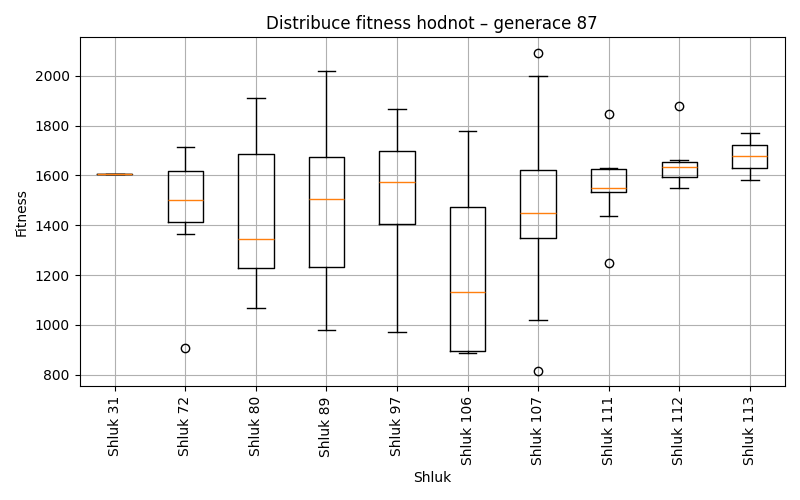 Distribuce fitness hodnot – generace 87
Fitness
2000
1800
1600
1400
1200
1000
800
Shluk 31
Shluk 72
Shluk 80
Shluk 89
Shluk 97
Shluk 106
Shluk 107
Shluk 111
Shluk 112
Shluk 113
Shluk